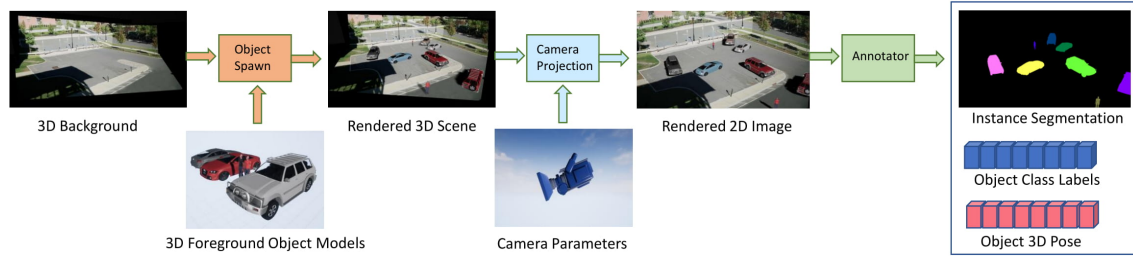 Object
Spawn
Camera
Projection
Annotator
3D Background
Rendered 3D Scene
Rendered 2D Image
Instance Segmentation
Object Class Labels
3D Foreground Object Models
Camera Parameters
Object 3D Pose